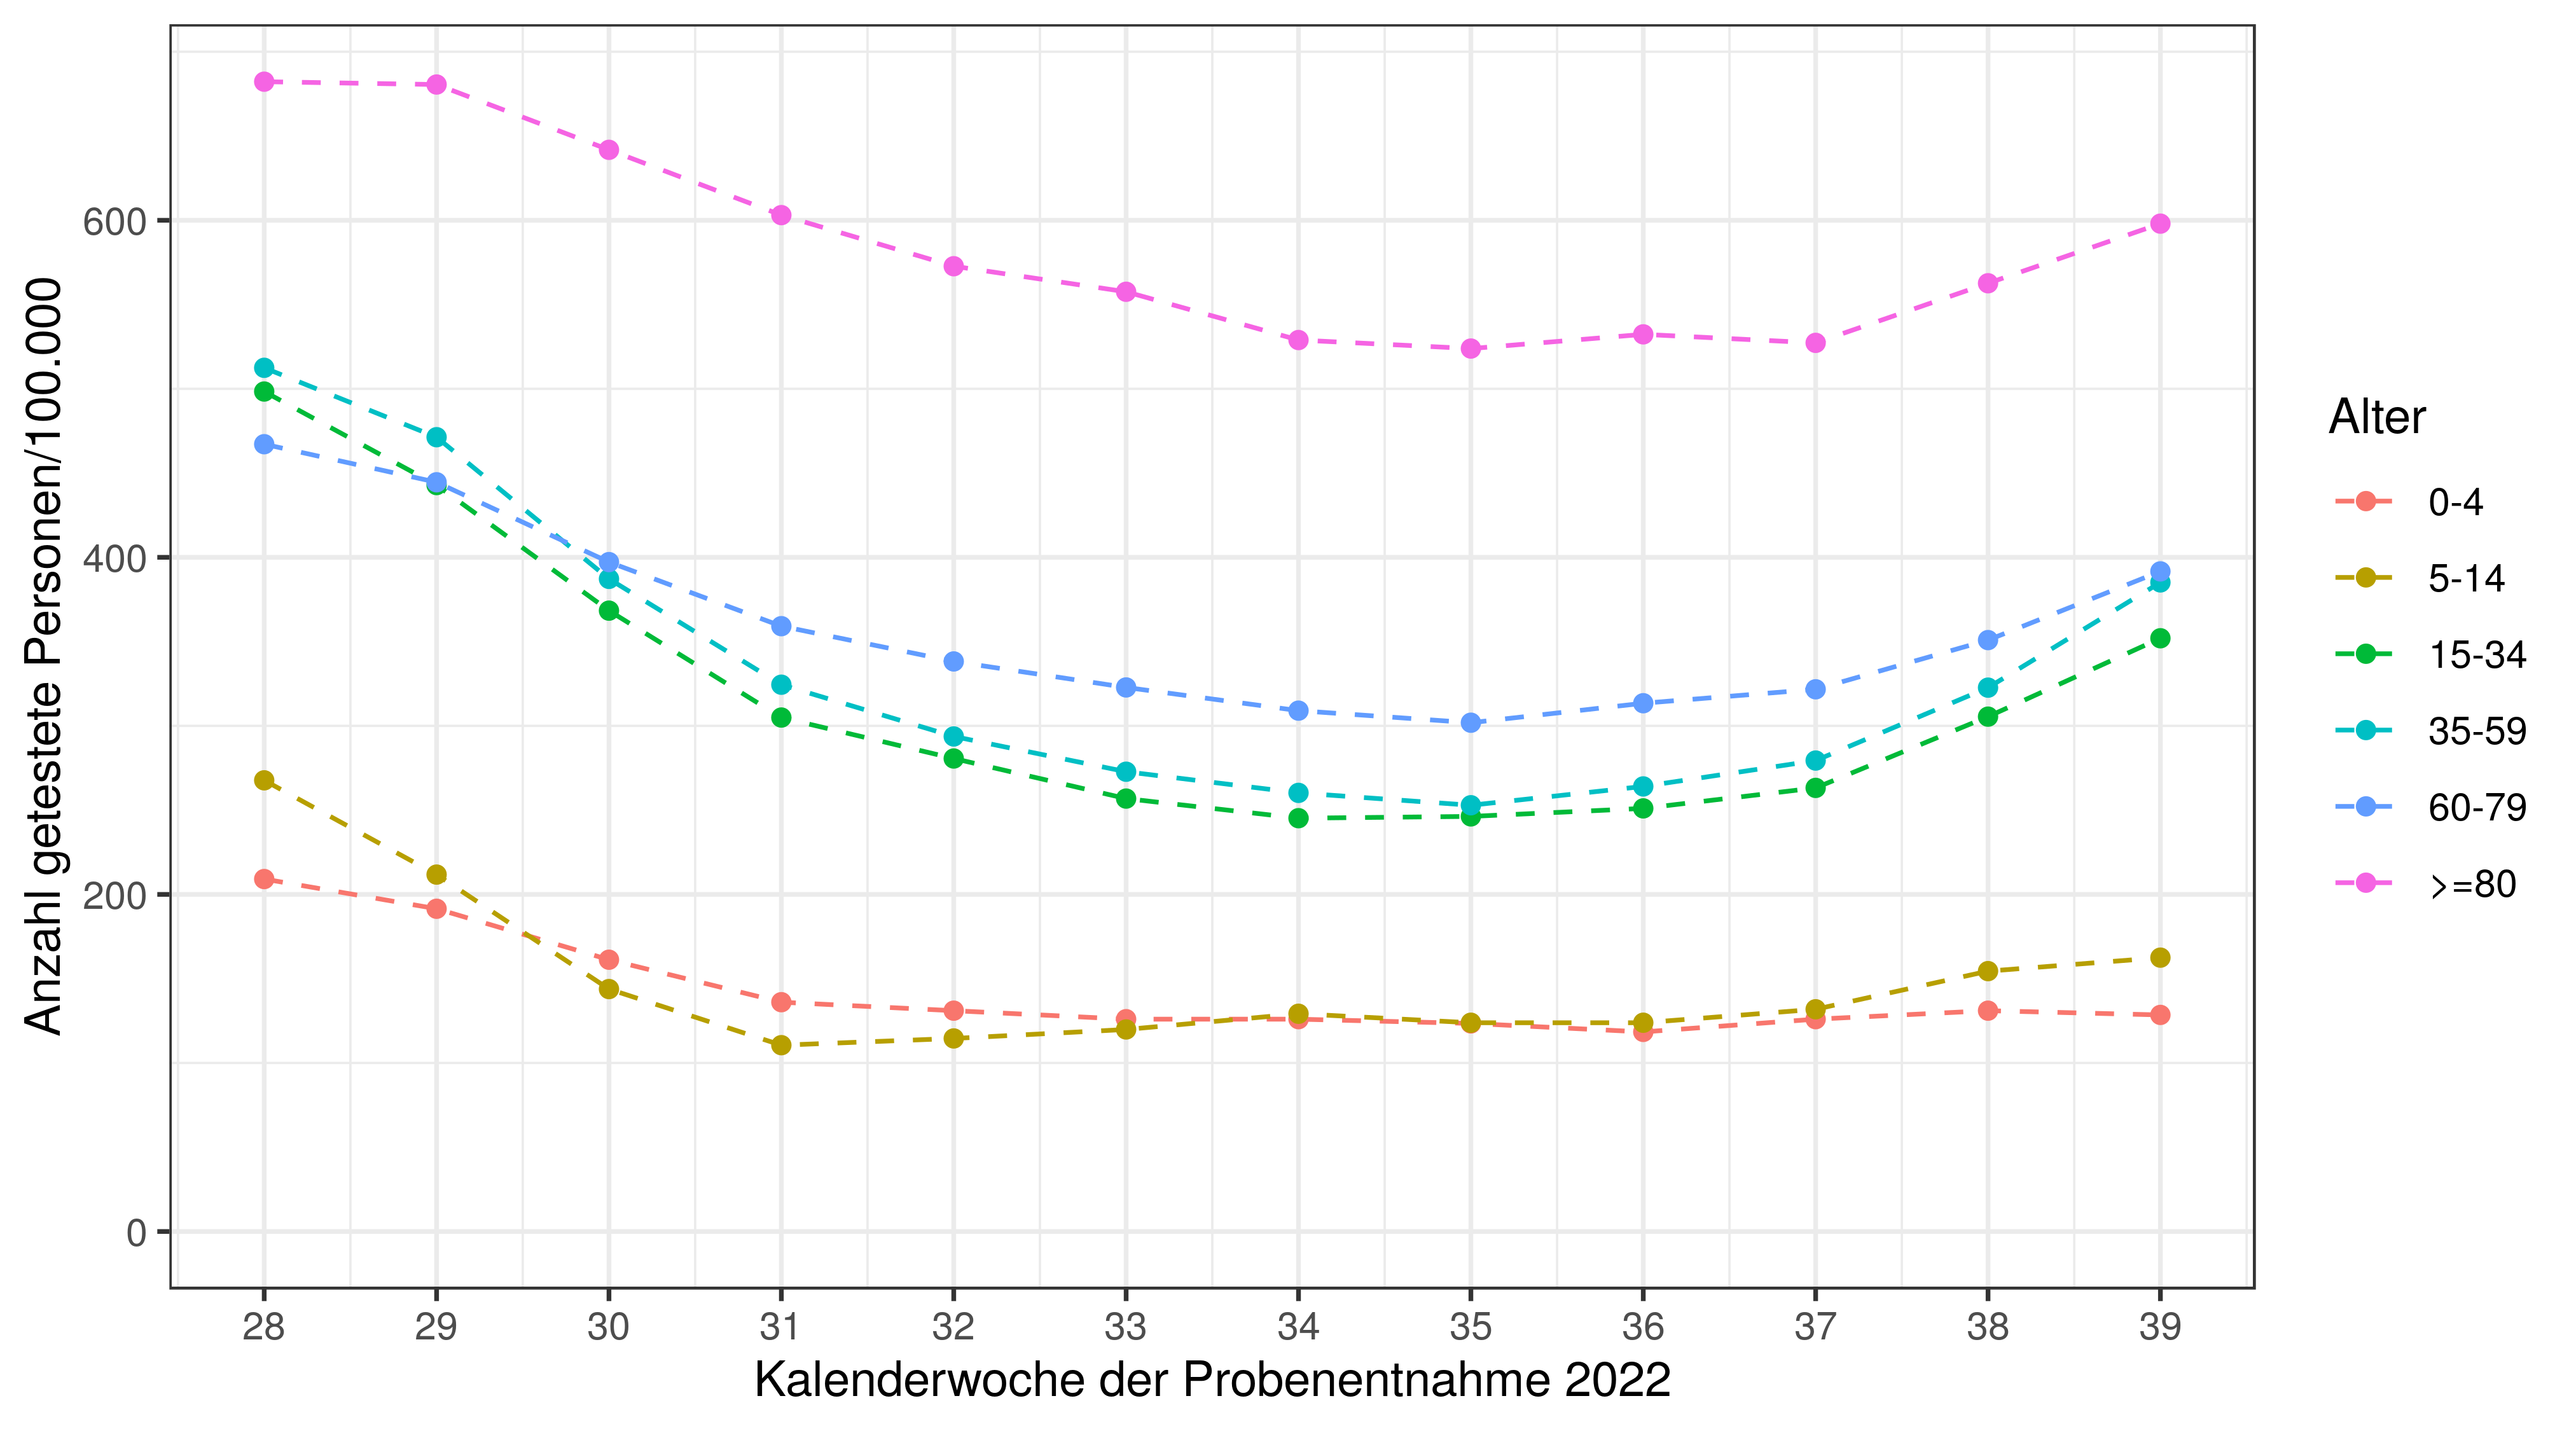 Anzahl getestete Personen/100.000
600
400
200
0
28 29 30 31 32 33 34 35 36 37 38 39
Kalenderwoche der Probenentnahme 2022
Alter
0-4
5-14
15-34
35-59
60-79
>=80